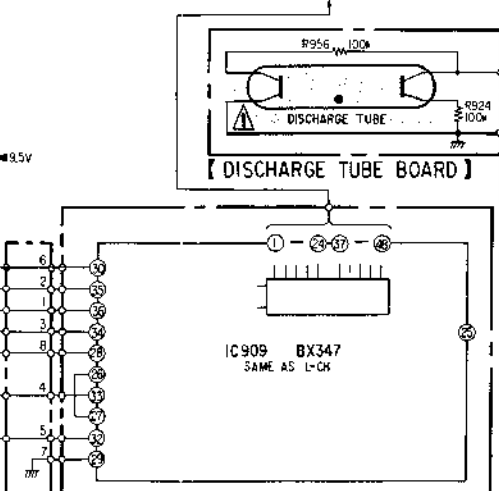 R956 100k
R924
100k
DISCHARGE TUBE
9.5V
[ DISCHARGE TUBE BOARD ]
1 - 24 - 37 - 48
6 30
2 35
1 36
3 34
8 28
25
IC909 BX347
SAME AS L-CH
26
4 33
27
5 32
7 29